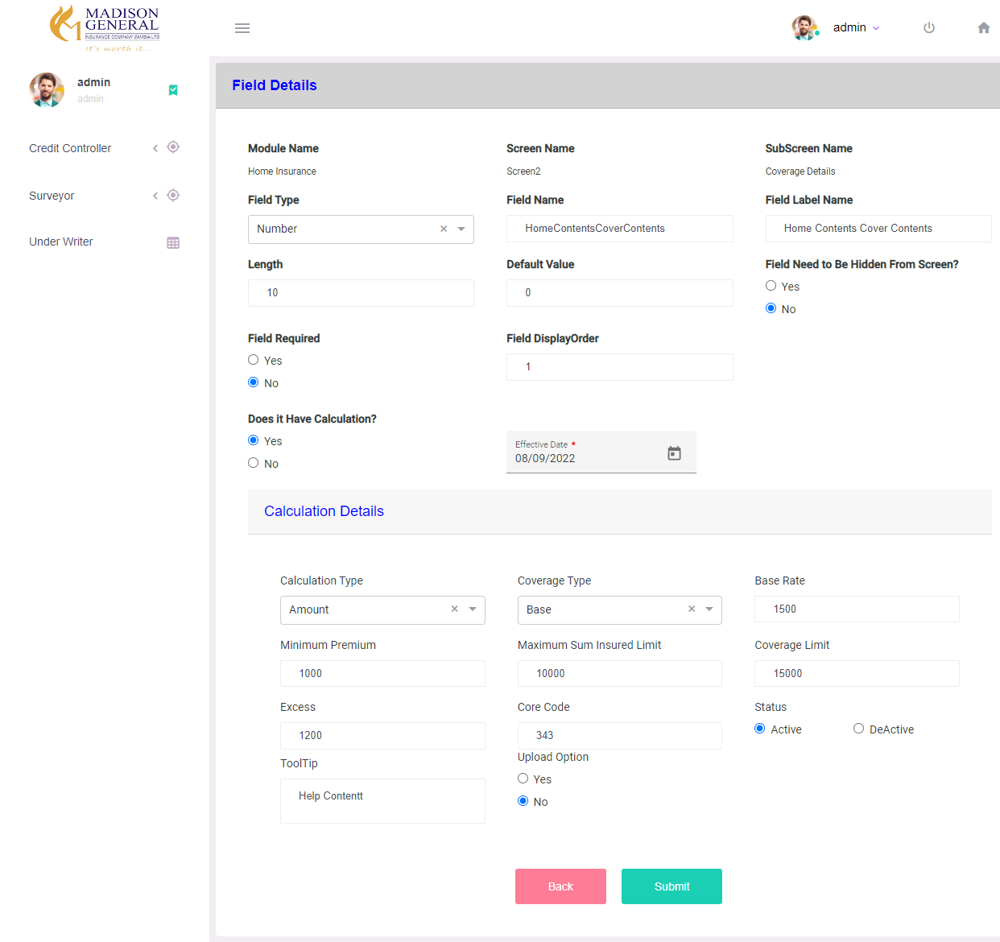 MADISON
GENERAL
INSURANCE COMPANY ZAMBIA LTD
It's worth it...
admin
admin
admin
Credit Controller
Surveyor
Under Writer
Field Details
Module Name Screen Name SubScreen Name
Home Insurance Screen2 Coverage Details
Field Type Field Name Field Label Name
Number × HomeContentsCoverContents Home Contents Cover Contents
Length Default Value Field Need to Be Hidden From Screen?
10 0 Yes
No
Field Required Field DisplayOrder
Yes 1
No
Does it Have Calculation?
Yes Effective Date *
No 08/09/2022
Calculation Details
Calculation Type Coverage Type Base Rate
Amount × Base × 1500
Minimum Premium Maximum Sum Insured Limit Coverage Limit
1000 10000 15000
Excess Core Code Status
1200 343 Active DeActive
ToolTip Upload Option
Help Contentt Yes
No
Back Submit